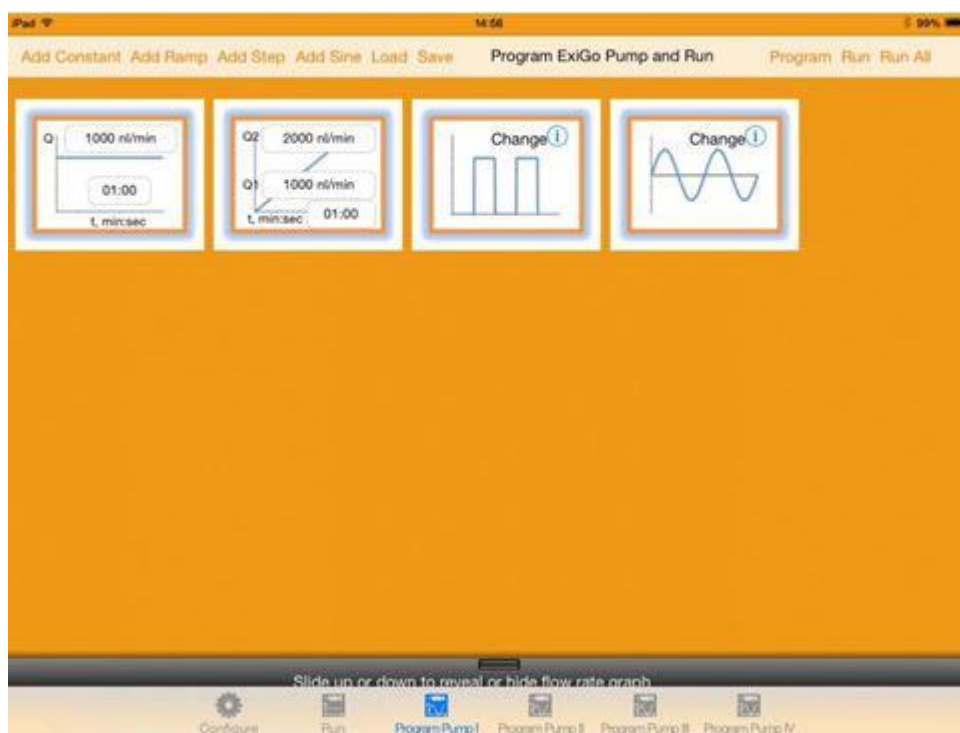 iPad 14:56 99%
Add Constant Add Ramp Add Step Add Sine Load Save Program ExiGo Pump and Run Program Run Run All
Q 1000 nl/min
01:00
t, min:sec
Q2 2000 nl/min
Q1 1000 nl/min
t, min:sec 01:00
Change i
Change i
Slide up or down to reveal or hide flow rate graph
Configure Run Program Pump I Program Pump II Program Pump III Program Pump IV